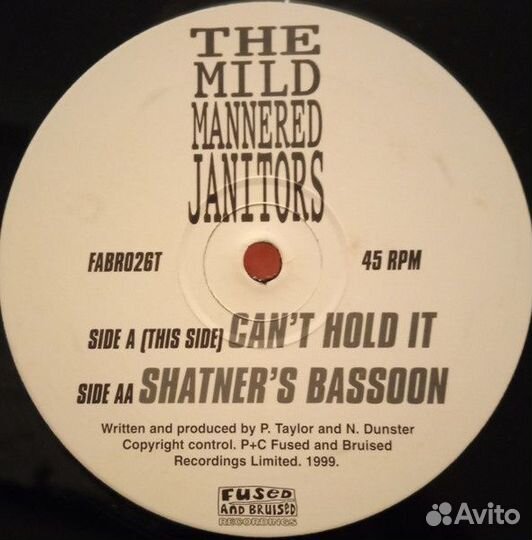 THE
MILD
MANNERED
JANITORS
FABR026T 45 RPM
SIDE A (THIS SIDE) CAN'T HOLD IT
SIDE AA SHATNER'S BASSOON
Written and produced by P. Taylor and N. Dunster
Copyright control. P+C Fused and Bruised
Recordings Limited. 1999.
FUSED
AND BRUISED
RECORDINGS
Avito